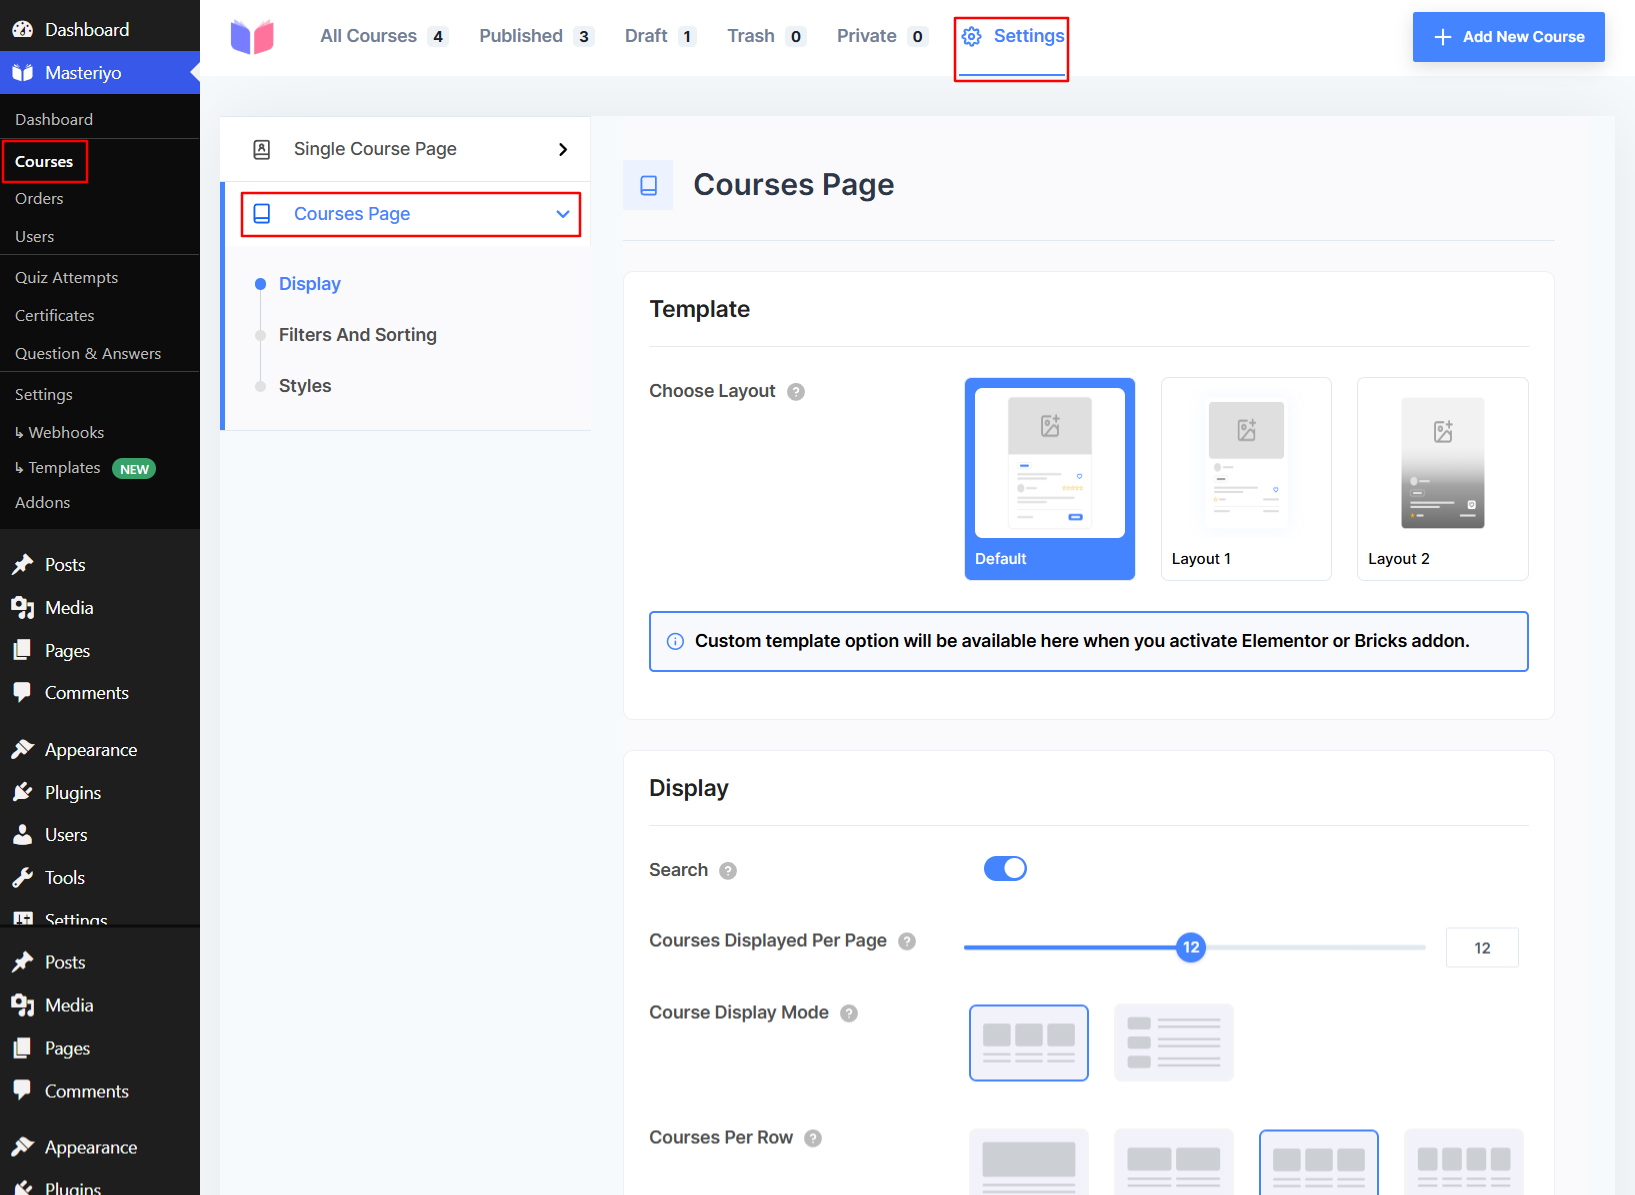 Dashboard
Masteriyo
Dashboard
Courses
Orders
Users
Quiz Attempts
Certificates
Question & Answers
Settings
↳ Webhooks
↳ Templates NEW
Addons
Posts
Media
Pages
Comments
Appearance
Plugins
Users
Tools
Settings
Posts
Media
Pages
Comments
Appearance
Plugins
All Courses 4 Published 3 Draft 1 Trash 0 Private 0 Settings
Add New Course
Single Course Page
Courses Page
Display
Filters And Sorting
Styles
Courses Page
Template
Choose Layout ?
Default
Layout 1
Layout 2
Custom template option will be available here when you activate Elementor or Bricks addon.
Display
Search ?
Courses Displayed Per Page ? 12 12
Course Display Mode ?
Courses Per Row ?